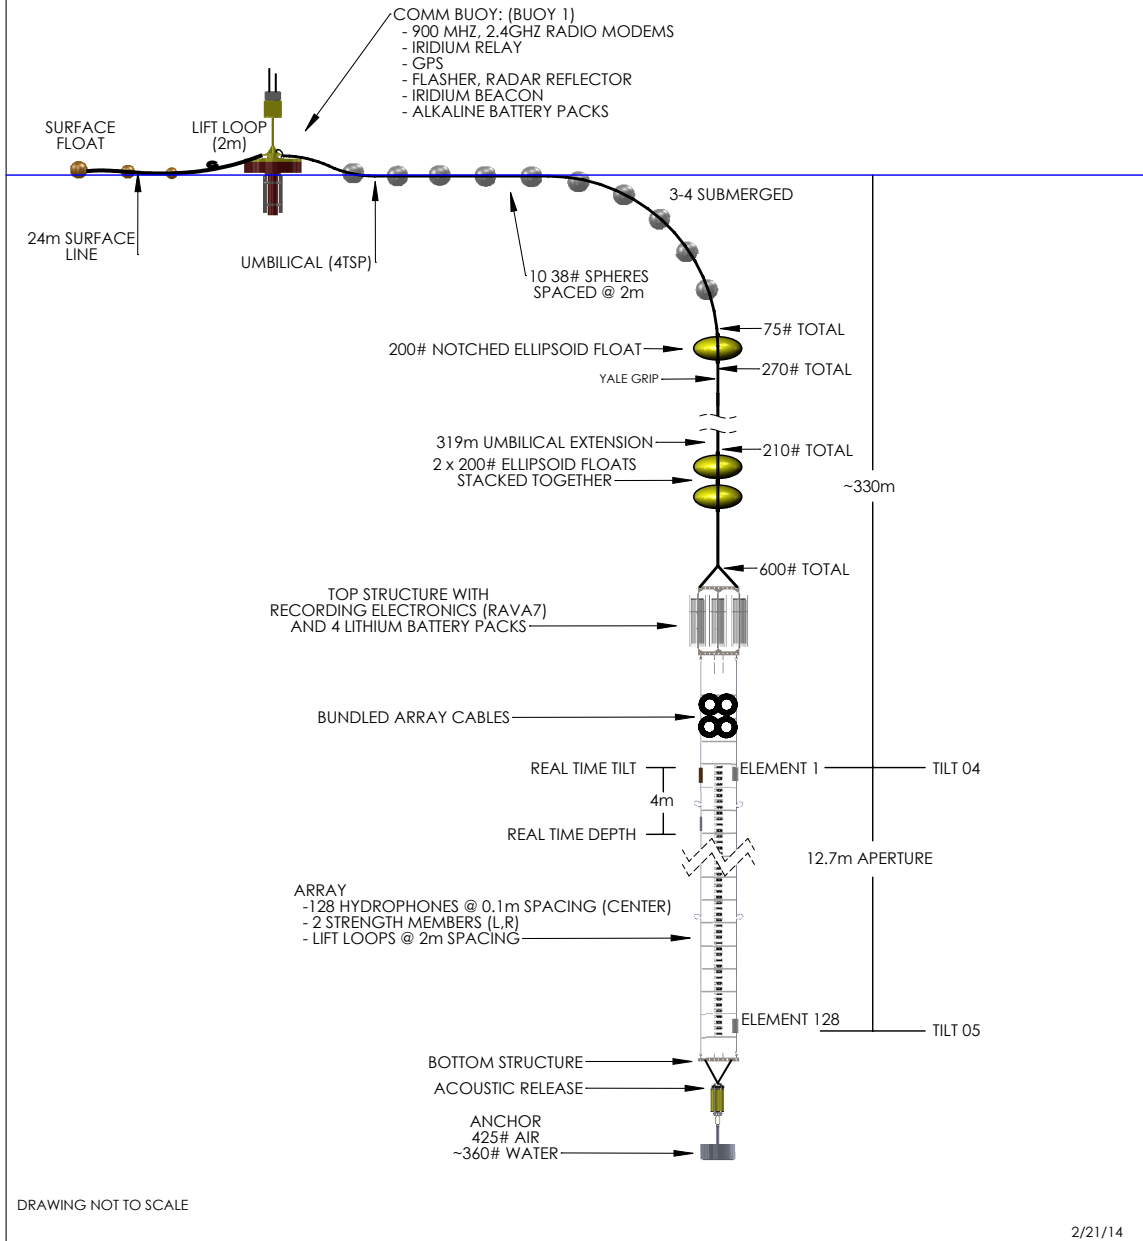 COMM BUOY: (BUOY 1)
- 900 MHZ, 2.4GHZ RADIO MODEMS
- IRIDIUM RELAY
- GPS
- FLASHER, RADAR REFLECTOR
- IRIDIUM BEACON
- ALKALINE BATTERY PACKS
SURFACE
FLOAT
LIFT LOOP
(2m)
3-4 SUBMERGED
24m SURFACE
LINE
UMBILICAL (4TSP)
10 38# SPHERES
SPACED @ 2m
75# TOTAL
200# NOTCHED ELLIPSOID FLOAT
270# TOTAL
YALE GRIP
319m UMBILICAL EXTENSION
210# TOTAL
2 x 200# ELLIPSOID FLOATS
STACKED TOGETHER
~330m
600# TOTAL
TOP STRUCTURE WITH
RECORDING ELECTRONICS (RAVA7)
AND 4 LITHIUM BATTERY PACKS
BUNDLED ARRAY CABLES
REAL TIME TILT
ELEMENT 1
TILT 04
4m
REAL TIME DEPTH
12.7m APERTURE
ARRAY
-128 HYDROPHONES @ 0.1m SPACING (CENTER)
- 2 STRENGTH MEMBERS (L,R)
- LIFT LOOPS @ 2m SPACING
ELEMENT 128
TILT 05
BOTTOM STRUCTURE
ACOUSTIC RELEASE
ANCHOR
425# AIR
~360# WATER
DRAWING NOT TO SCALE
2/21/14